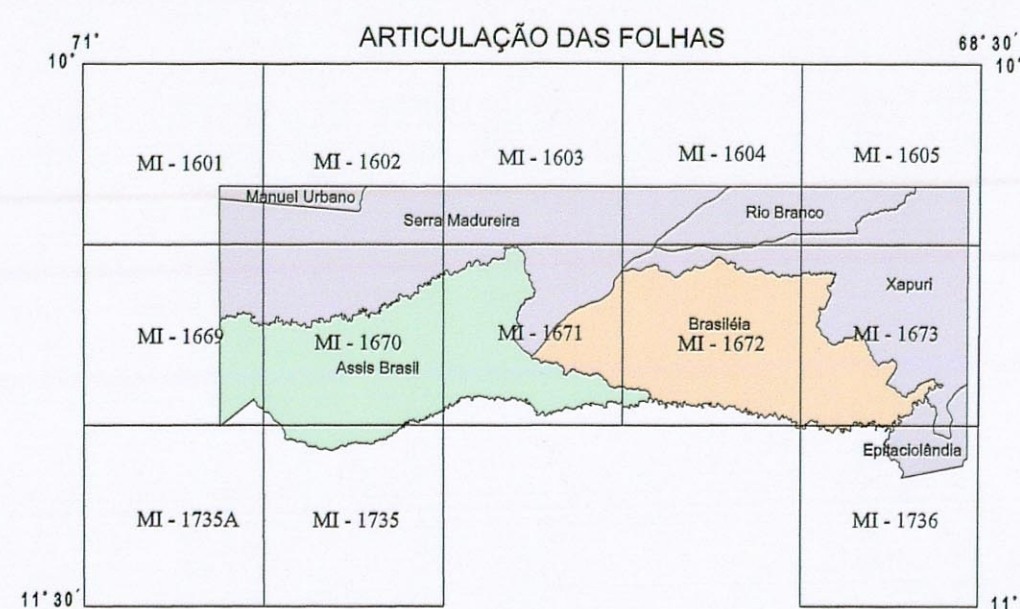 ARTICULAÇÃO DAS FOLHAS
71°
68° 30´
10°
10°
MI - 1601
MI - 1602
MI - 1603
MI - 1604
MI - 1605
Manuel Urbano
Serra Madureira
Rio Branco
Xapuri
MI - 1669
MI - 1670
Assis Brasil
MI - 1671
Brasiléia
MI - 1672
MI - 1673
Epitaciolândia
MI - 1735A
MI - 1735
MI - 1736
11° 30´
11°